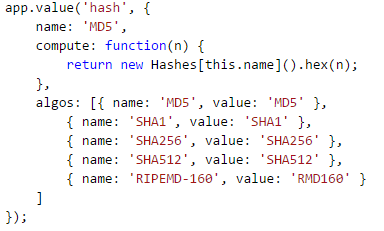 app.value('hash', {
    name: 'MD5',
    compute: function(n) {
        return new Hashes[this.name]().hex(n);
    },
    algos: [{ name: 'MD5', value: 'MD5' },
        { name: 'SHA1', value: 'SHA1' },
        { name: 'SHA256', value: 'SHA256' },
        { name: 'SHA512', value: 'SHA512' },
        { name: 'RIPEMD-160', value: 'RMD160' }
    ]
});